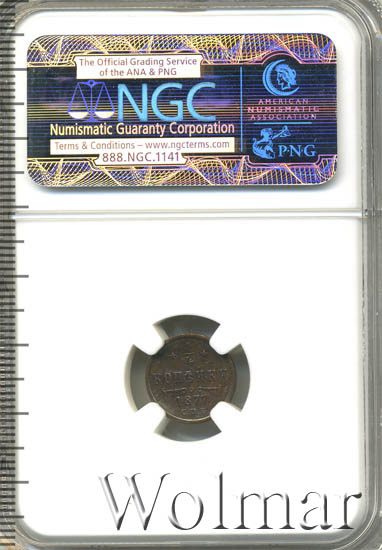 The Official Grading Service
of the ANA & PNG
NGC
Numismatic Guaranty Corporation
Terms & Conditions – www.ngcterms.com
888.NGC.1141
AMERICAN
NUMISMATIC
ASSOCIATION
PNG
КОПѢЙКИ
Wolmar